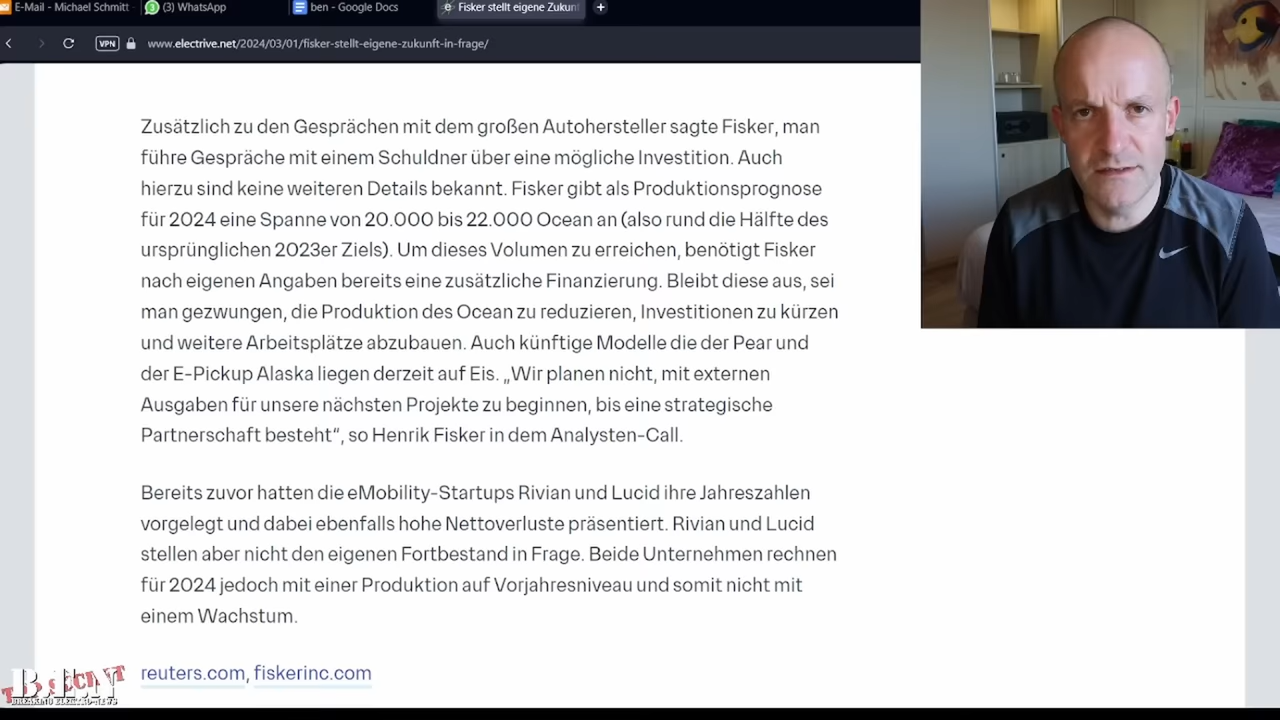 E-Mail - Michael Schmitt
(3) WhatsApp
ben - Google Docs
Fisker stellt eigene Zukun
VPN
www.electrive.net/2024/03/01/fisker-stellt-eigene-zukunft-in-frage/
Zusätzlich zu den Gesprächen mit dem großen Autohersteller sagte Fisker, man
führe Gespräche mit einem Schuldner über eine mögliche Investition. Auch
hierzu sind keine weiteren Details bekannt. Fisker gibt als Produktionsprognose
für 2024 eine Spanne von 20.000 bis 22.000 Ocean an (also rund die Hälfte des
ursprünglichen 2023er Ziels). Um dieses Volumen zu erreichen, benötigt Fisker
nach eigenen Angaben bereits eine zusätzliche Finanzierung. Bleibt diese aus, sei
man gezwungen, die Produktion des Ocean zu reduzieren, Investitionen zu kürzen
und weitere Arbeitsplätze abzubauen. Auch künftige Modelle die der Pear und
der E-Pickup Alaska liegen derzeit auf Eis. „Wir planen nicht, mit externen
Ausgaben für unsere nächsten Projekte zu beginnen, bis eine strategische
Partnerschaft besteht“, so Henrik Fisker in dem Analysten-Call.
Bereits zuvor hatten die eMobility-Startups Rivian und Lucid ihre Jahreszahlen
vorgelegt und dabei ebenfalls hohe Nettoverluste präsentiert. Rivian und Lucid
stellen aber nicht den eigenen Fortbestand in Frage. Beide Unternehmen rechnen
für 2024 jedoch mit einer Produktion auf Vorjahresniveau und somit nicht mit
einem Wachstum.
reuters.com, fiskerinc.com
B.E.N
BREAKING ELEKTRO-NEWS